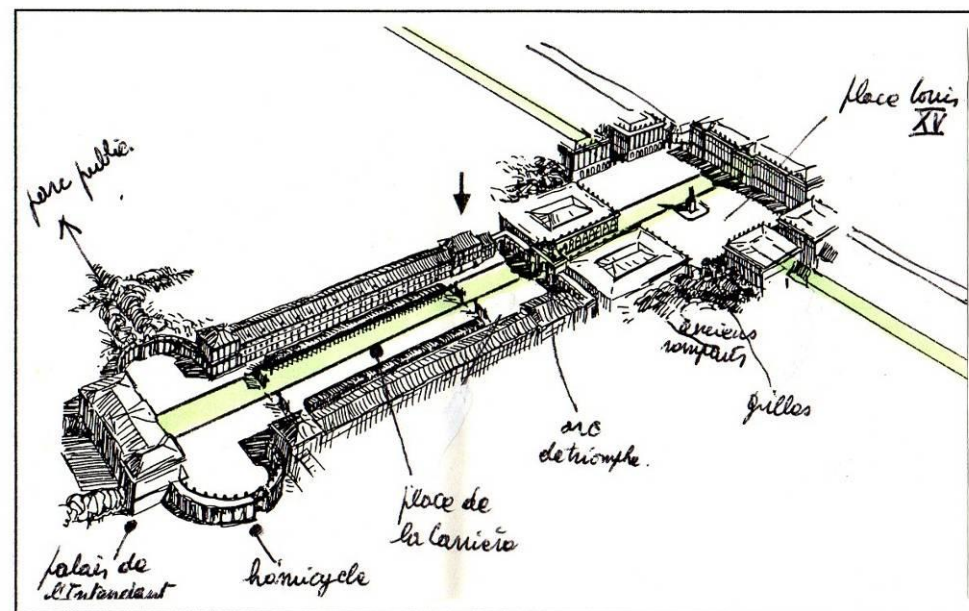 place Louis
XV
parc public.
anciens
remparts
grilles
arc
de triomphe.
place de
la Carrière
hémicycle
palais de
l'Intendant